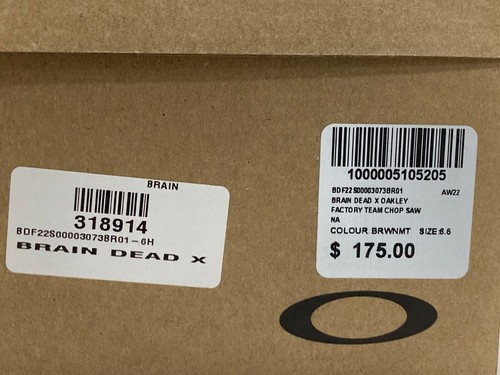 BRAIN
318914
BDF22S00003073BR01-6H
BRAIN DEAD X
1000005105205
BDF22S00003073BR01 AW22
BRAIN DEAD X OAKLEY
FACTORY TEAM CHOP SAW
NA
COLOUR BRWNMT SIZE:6.5
$ 175.00